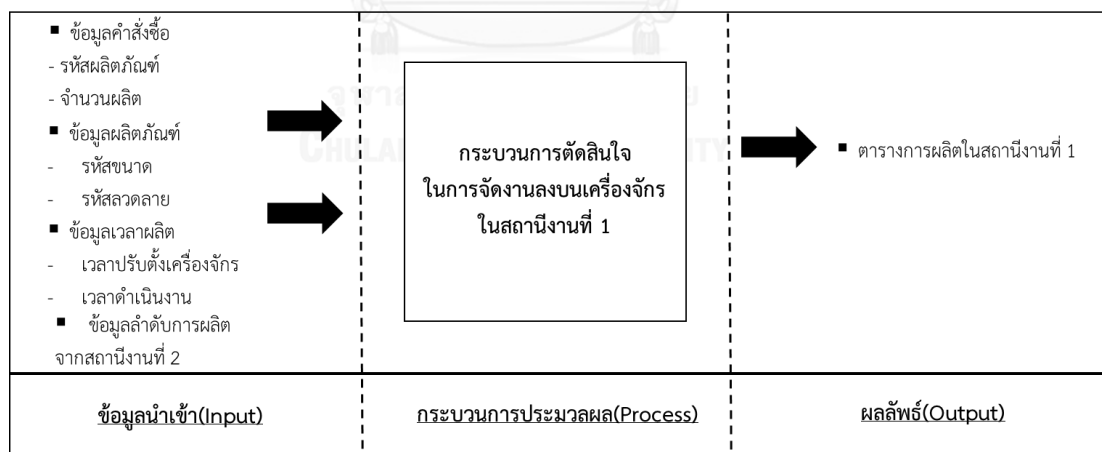 ■ ข้อมูลคำสั่งซื้อ
- รหัสผลิตภัณฑ์
- จำนวนผลิต
■ ข้อมูลผลิตภัณฑ์
- รหัสขนาด
- รหัสลวดลาย
■ ข้อมูลเวลาผลิต
- เวลาปรับตั้งเครื่องจักร
- เวลาดำเนินงาน
■ ข้อมูลลำดับการผลิต
จากสถานีงานที่ 2
กระบวนการตัดสินใจ
ในการจัดงานลงบนเครื่องจักร
ในสถานีงานที่ 1
■ ตารางการผลิตในสถานีงานที่ 1
ข้อมูลนำเข้า(Input)
กระบวนการประมวลผล(Process)
ผลลัพธ์(Output)